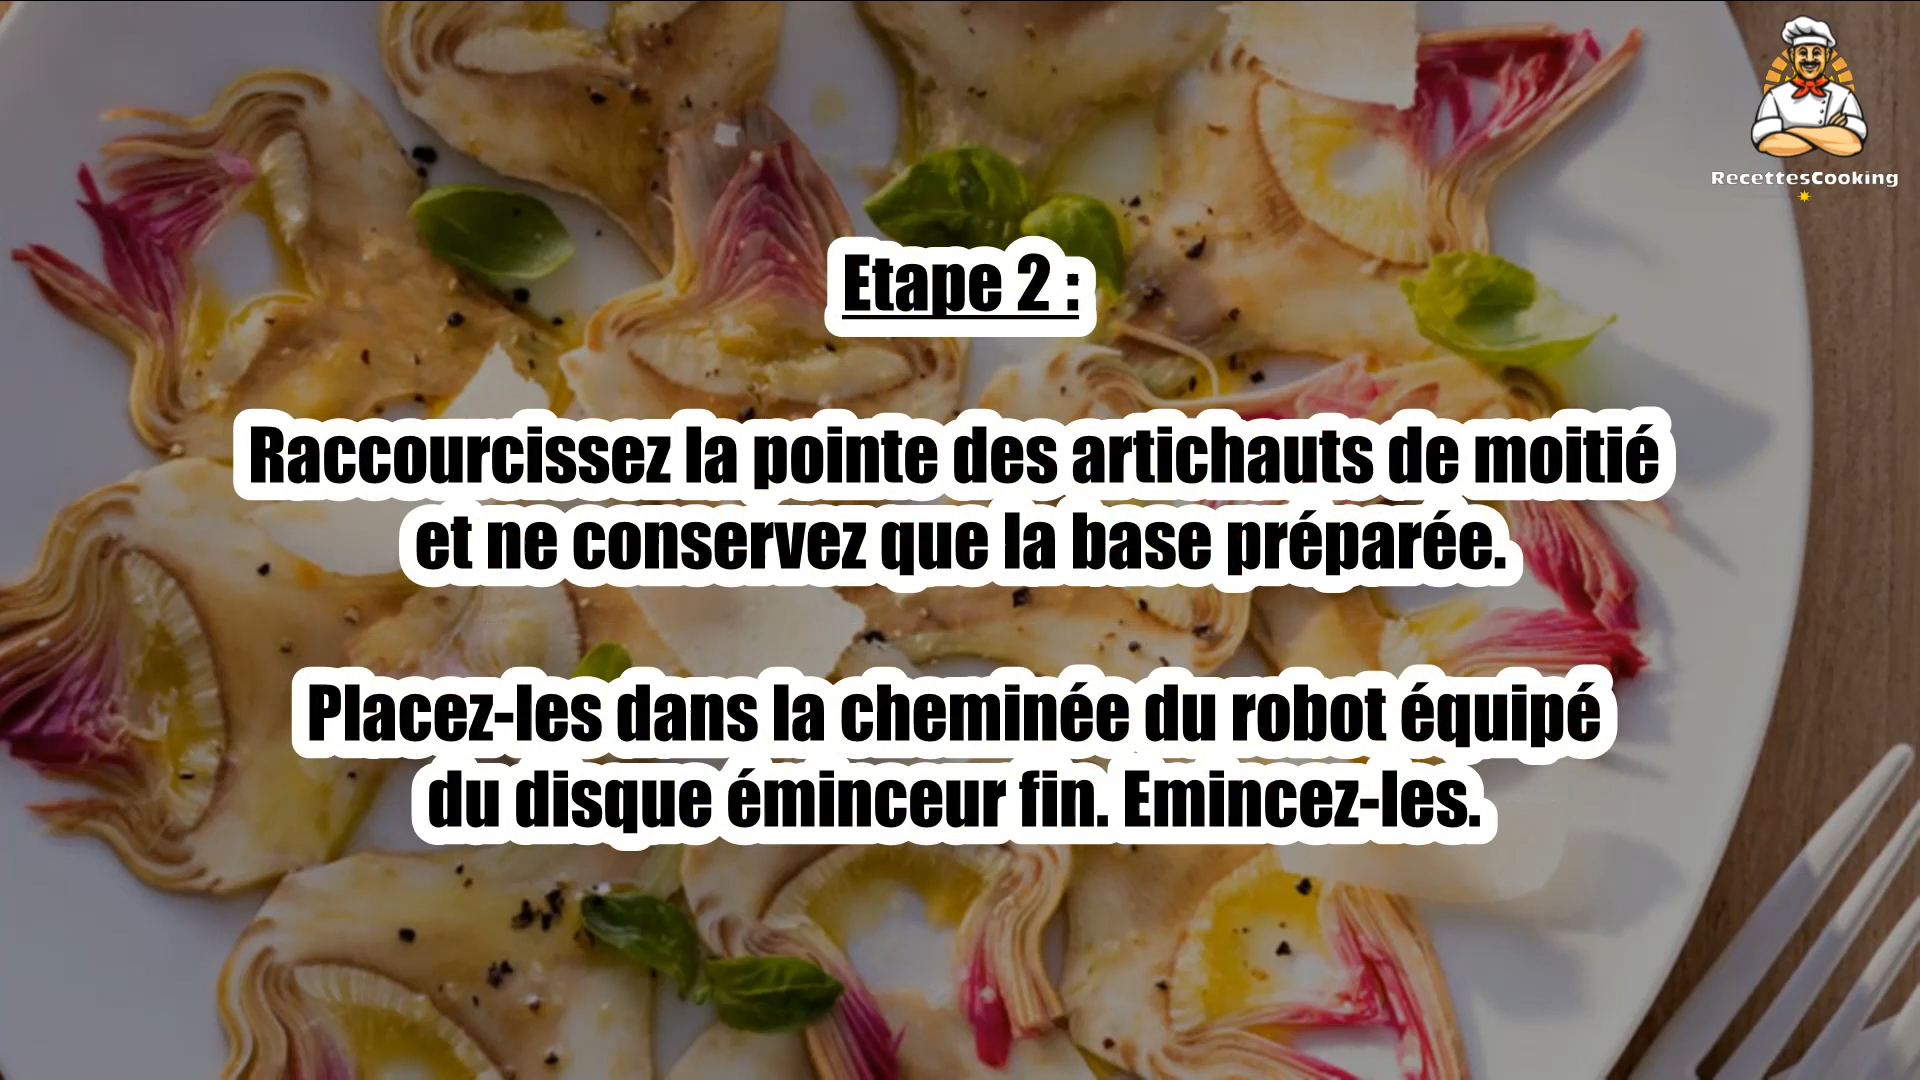 RecettesCooking
Etape 2 :
Raccourcissez la pointe des artichauts de moitié
et ne conservez que la base préparée.
Placez-les dans la cheminée du robot équipé
du disque éminceur fin. Emincez-les.